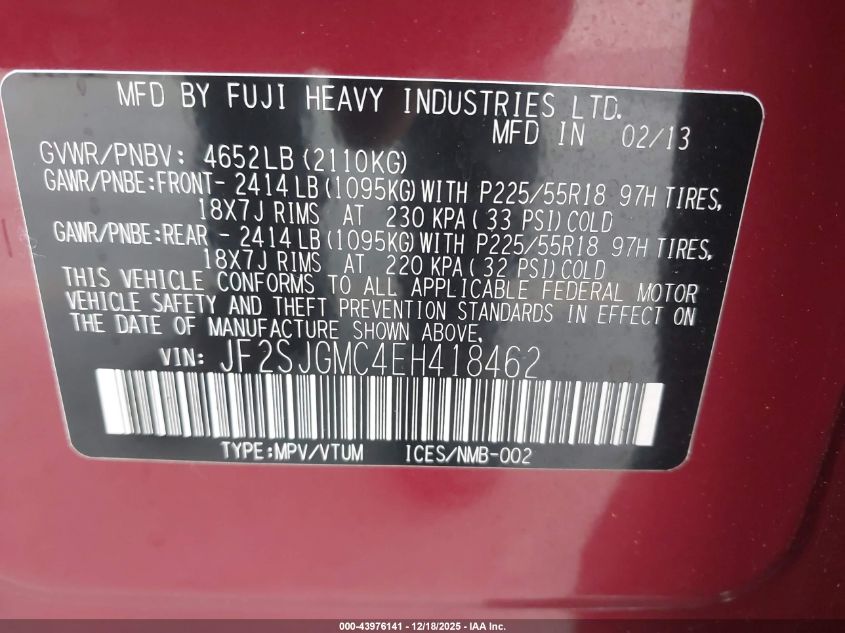 MFD BY FUJI HEAVY INDUSTRIES LTD.
MFD IN 02/13
GVWR/PNBV: 4652LB (2110KG)
GAWR/PNBE:FRONT- 2414LB (1095KG) WITH P225/55R18 97H TIRES,
18X7J RIMS AT 230 KPA (33 PSI) COLD
GAWR/PNBE:REAR - 2414LB (1095KG) WITH P225/55R18 97H TIRES,
18X7J RIMS AT 220 KPA (32 PSI) COLD
THIS VEHICLE CONFORMS TO ALL APPLICABLE FEDERAL MOTOR
VEHICLE SAFETY AND THEFT PREVENTION STANDARDS IN EFFECT ON
THE DATE OF MANUFACTURE SHOWN ABOVE.
VIN: JF2SJGMC4EH418462
TYPE:MPV/VTUM ICES/NMB-002
000-43976141 - 12/18/2025 - IAA Inc.